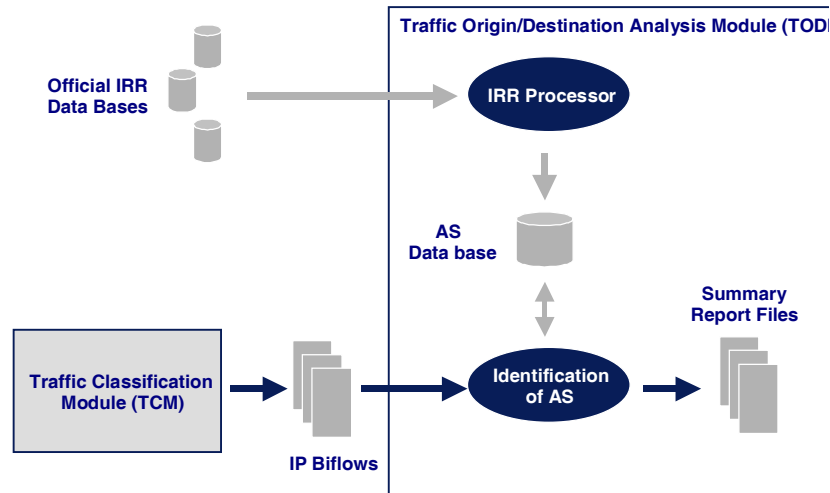 Traffic Origin/Destination Analysis Module (TOD
Official IRR
Data Bases
IRR Processor
AS
Data base
Summary
Report Files
Traffic Classification
Module (TCM)
Identification
of AS
IP Biflows